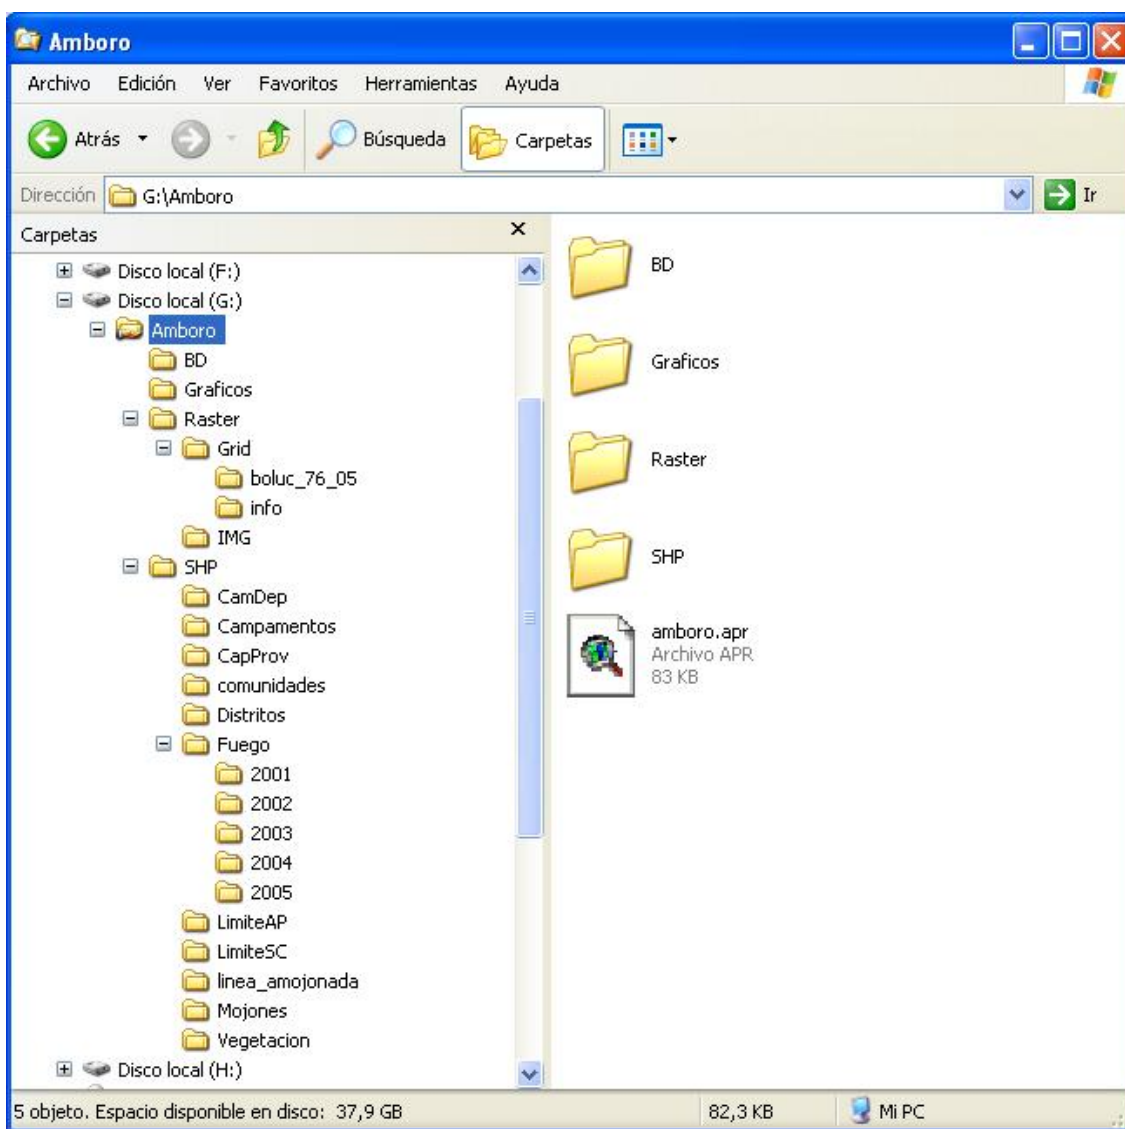 Amboro
Archivo Edición Ver Favoritos Herramientas Ayuda
Atrás Búsqueda Carpetas
Dirección G:\Amboro Ir
Carpetas
Disco local (F:)
Disco local (G:)
Amboro
BD
Graficos
Raster
Grid
boluc_76_05
info
IMG
SHP
CamDep
Campamentos
CapProv
comunidades
Distritos
Fuego
2001
2002
2003
2004
2005
LimiteAP
LimiteSC
linea_amojonada
Mojones
Vegetacion
Disco local (H:)
BD
Graficos
Raster
SHP
amboro.apr
Archivo APR
83 KB
5 objeto. Espacio disponible en disco: 37,9 GB 82,3 KB Mi PC